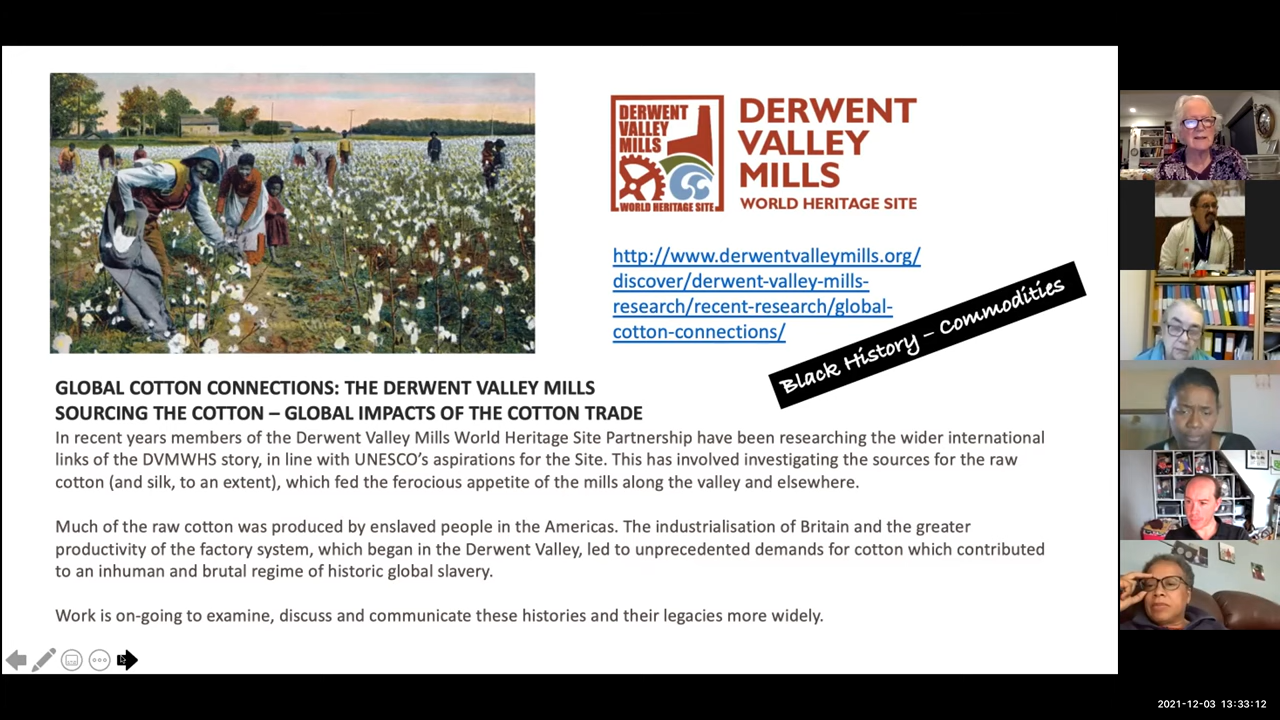 DERWENT
VALLEY
MILLS
WORLD HERITAGE SITE
DERWENT
VALLEY
MILLS
WORLD HERITAGE SITE
http://www.derwentvalleymills.org/
discover/derwent-valley-mills-
research/recent-research/global-
cotton-connections/
Black History – Commodities
GLOBAL COTTON CONNECTIONS: THE DERWENT VALLEY MILLS
SOURCING THE COTTON – GLOBAL IMPACTS OF THE COTTON TRADE
In recent years members of the Derwent Valley Mills World Heritage Site Partnership have been researching the wider international
links of the DVMWHS story, in line with UNESCO’s aspirations for the Site. This has involved investigating the sources for the raw
cotton (and silk, to an extent), which fed the ferocious appetite of the mills along the valley and elsewhere.
Much of the raw cotton was produced by enslaved people in the Americas. The industrialisation of Britain and the greater
productivity of the factory system, which began in the Derwent Valley, led to unprecedented demands for cotton which contributed
to an inhuman and brutal regime of historic global slavery.
Work is on-going to examine, discuss and communicate these histories and their legacies more widely.
2021-12-03 13:33:12